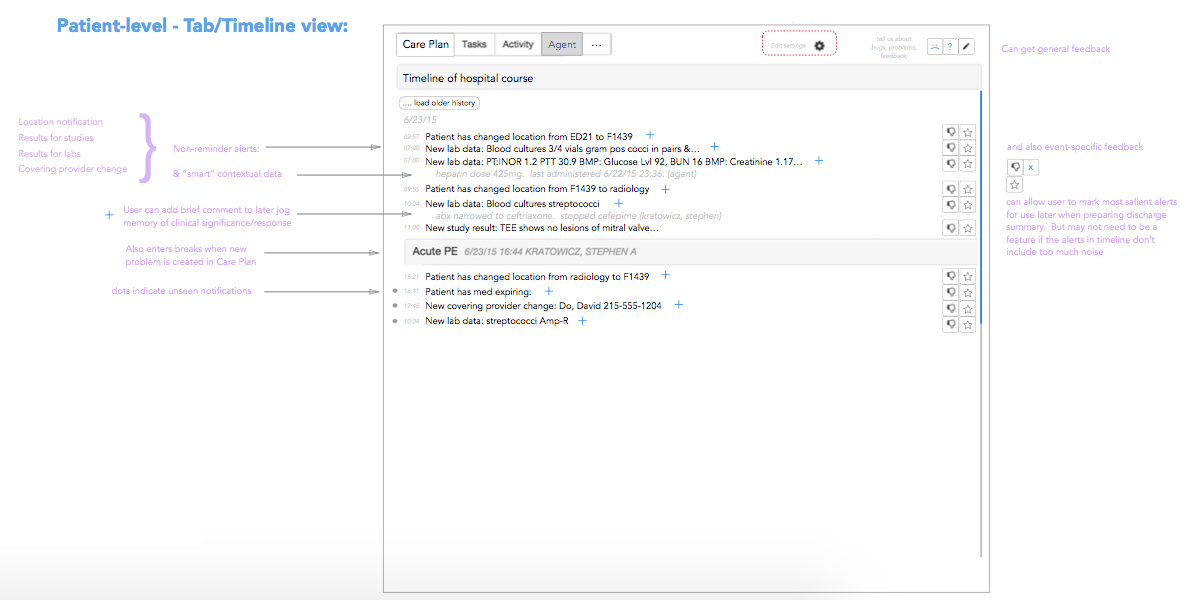 Patient-level - Tab/Timeline view:
Care Plan Tasks Activity Agent ...
Edit settings
tell us about
bugs, problems,
feedback:
?
Can get general feedback
Timeline of hospital course
.... load older history
6/23/15
Location notification
Results for studies
Results for labs
Covering provider change
Non-reminder alerts:
& “smart” contextual data
+ User can add brief comment to later jog
memory of clinical significance/response
Also enters breaks when new
problem is created in Care Plan
dots indicate unseen notifications
02:57 Patient has changed location from ED21 to F1439 +
07:00 New lab data: Blood cultures 3/4 vials gram pos cocci in pairs &... +
07:00 New lab data: PT:INOR 1.2 PTT 30.9 BMP: Glucose Lvl 92, BUN 16 BMP: Creatinine 1.17... +
heparin dose 425mg. last administered 6/22/15 23:36. (agent)
09:55 Patient has changed location from F1439 to radiology +
10:04 New lab data: Blood cultures streptococci +
abx narrowed to ceftriaxone. stopped cefepime (kratowicz, stephen)
11:00 New study result: TEE shows no lesions of mitral valve...
Acute PE 6/23/15 16:44 KRATOWICZ, STEPHEN A
15:21 Patient has changed location from radiology to F1439 +
16:11 Patient has med expiring: +
17:45 New covering provider change: Do, David 215-555-1204 +
10:04 New lab data: streptococci Amp-R +
and also event-specific feedback
x
can allow user to mark most salient alerts
for use later when preparing discharge
summary. But may not need to be a
feature if the alerts in timeline don't
include too much noise